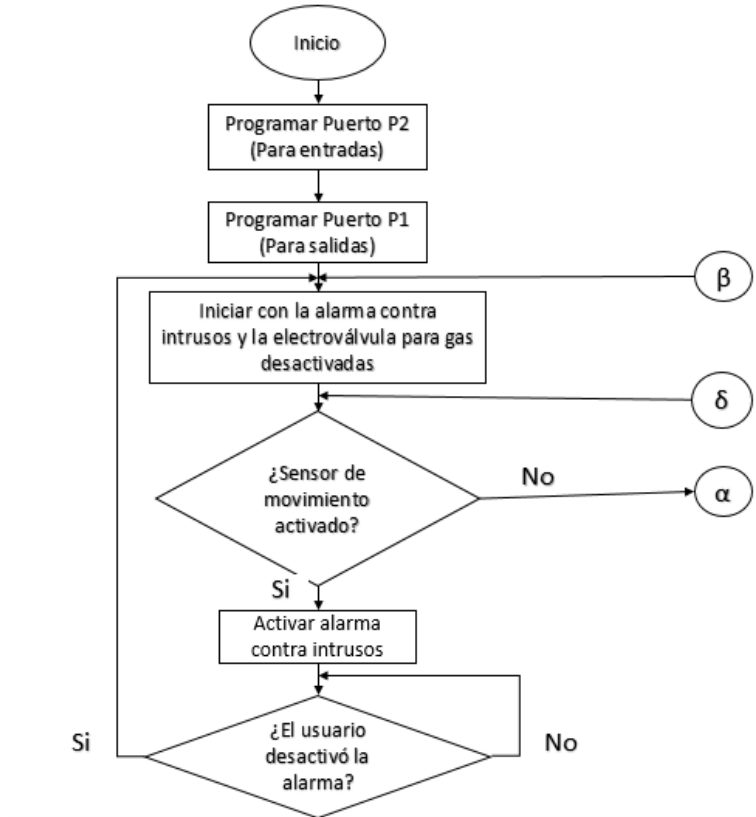 Inicio
Programar Puerto P2
(Para entradas)
Programar Puerto P1
(Para salidas)
β
Iniciar con la alarma contra
intrusos y la electroválvula para gas
desactivadas
δ
¿Sensor de
movimiento
activado?
No
α
Si
Activar alarma
contra intrusos
¿El usuario
desactivó la
alarma?
Si
No